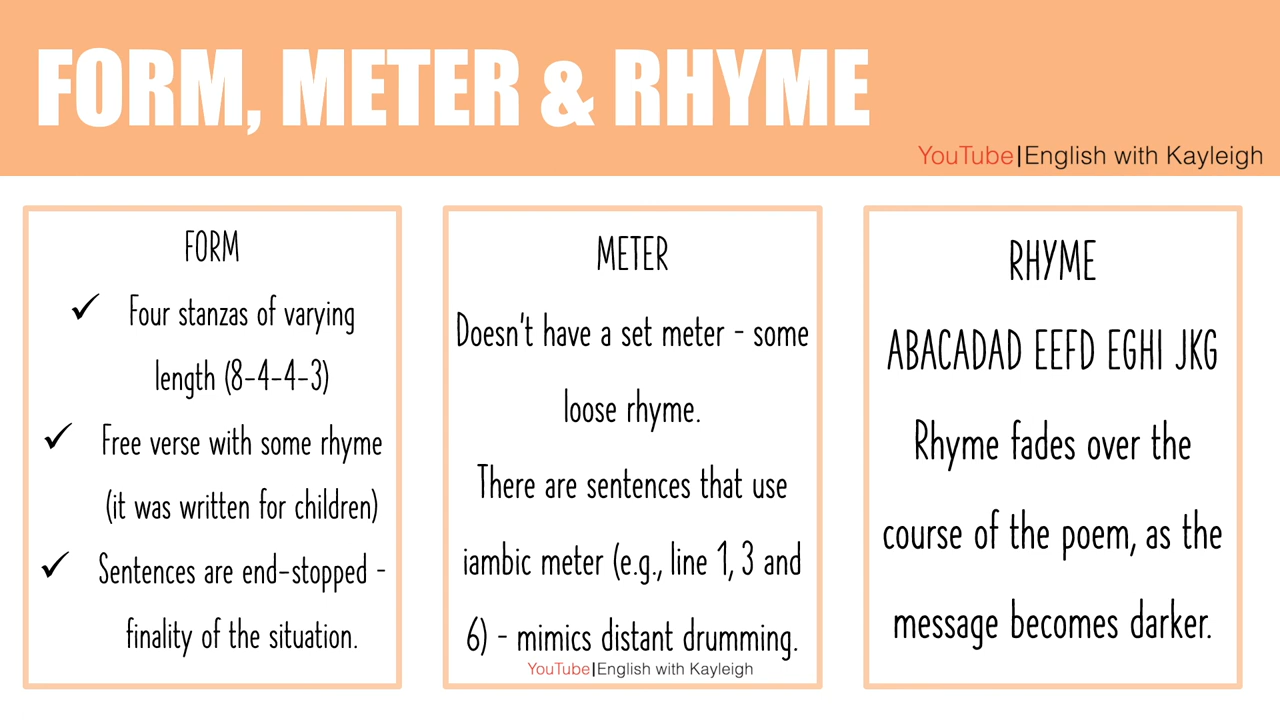 FORM, METER & RHYME
YouTube|English with Kayleigh
FORM
✓ Four stanzas of varying
length (8-4-4-3)
✓ Free verse with some rhyme
(it was written for children)
✓ Sentences are end-stopped -
finality of the situation.
METER
Doesn't have a set meter - some
loose rhyme.
There are sentences that use
iambic meter (e.g., line 1, 3 and
6) - mimics distant drumming.
YouTube|English with Kayleigh
RHYME
ABACADAD EEFD EGHI JKG
Rhyme fades over the
course of the poem, as the
message becomes darker.